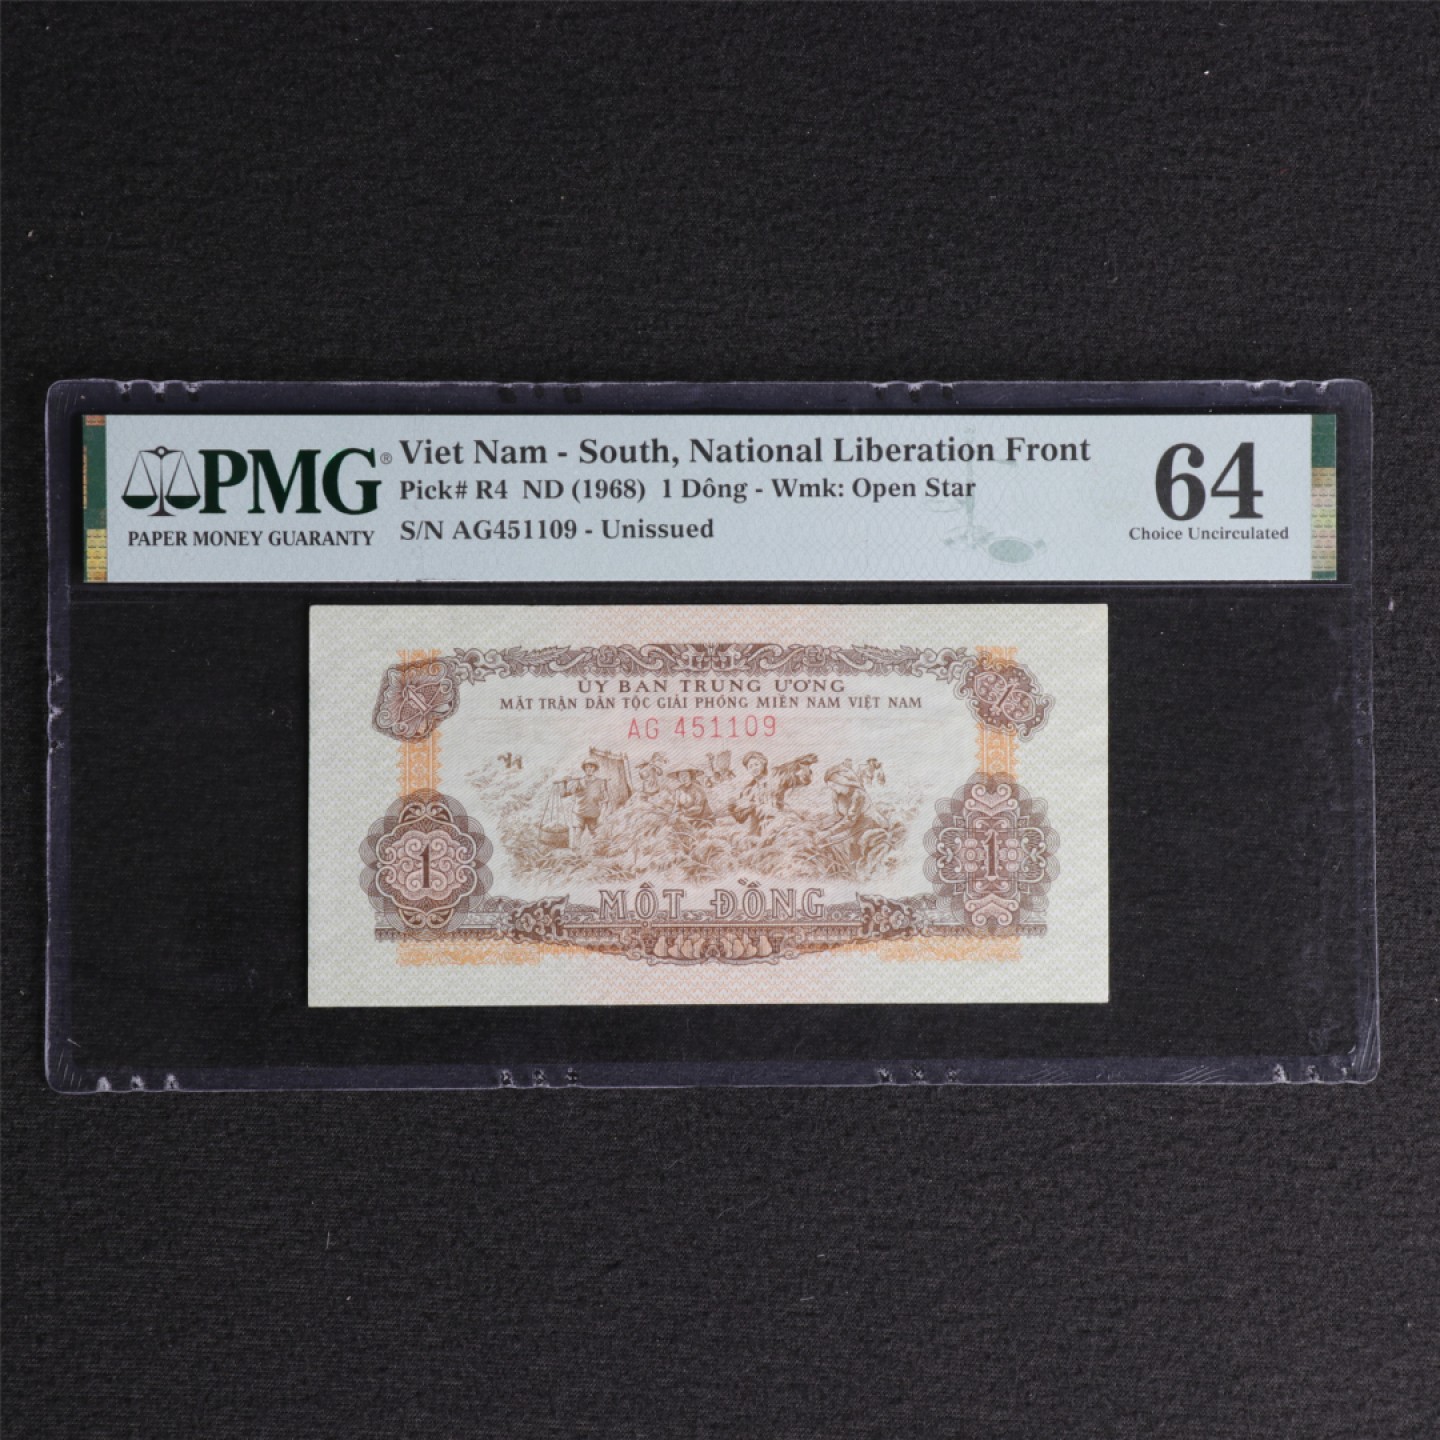 PMG®
PAPER MONEY GUARANTY
Viet Nam - South, National Liberation Front
Pick# R4 ND (1968) 1 Dông - Wmk: Open Star
S/N AG451109 - Unissued
64
Choice Uncirculated
ỦY BAN TRUNG ƯƠNG
MẶT TRẬN DÂN TỘC GIẢI PHÓNG MIỀN NAM VIỆT NAM
AG 451109
1
1
1
1
MỘT ĐỒNG